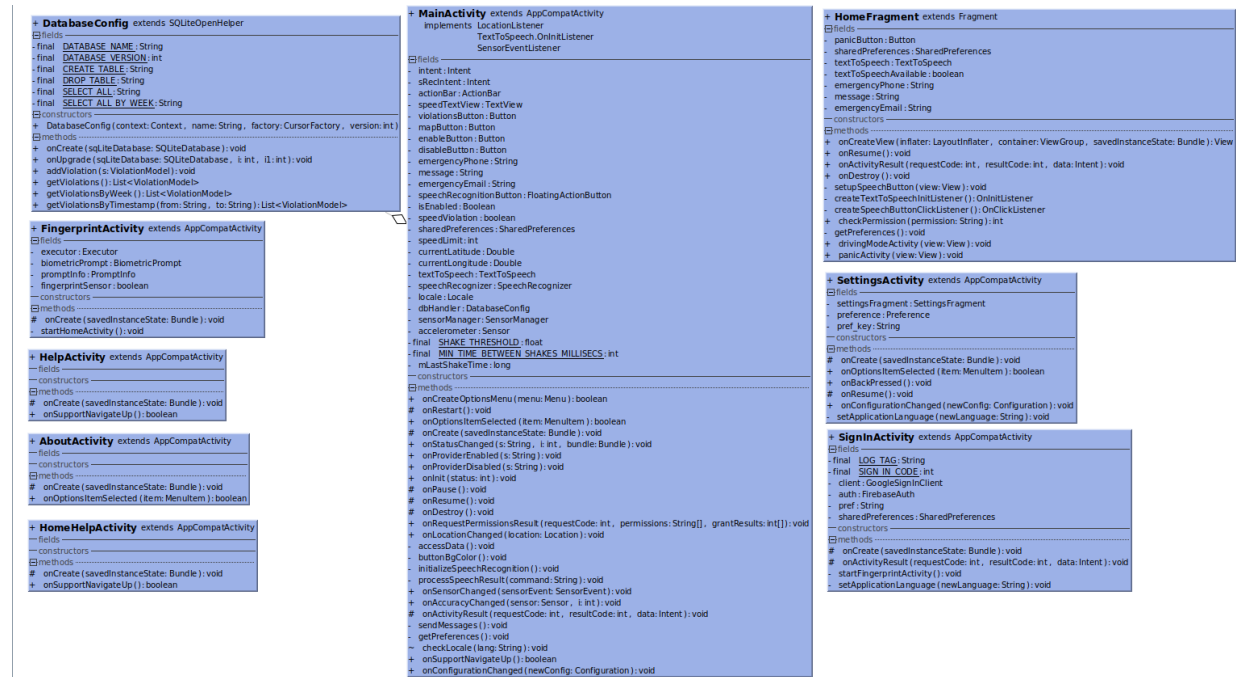 + DatabaseConfig extends SQLiteOpenHelper
fields
- final DATABASE_NAME : String
- final DATABASE_VERSION : int
- final CREATE_TABLE : String
- final DROP_TABLE : String
- final SELECT_ALL : String
- final SELECT_ALL_BY_WEEK : String
constructors
+ DatabaseConfig (context: Context, name: String, factory: CursorFactory, version: int)
methods
+ onCreate (sqLiteDatabase: SQLiteDatabase) : void
+ onUpgrade (sqLiteDatabase: SQLiteDatabase, i: int, i1: int) : void
+ addViolation (s: ViolationModel) : void
+ getViolations () : List<ViolationModel>
+ getViolationsByWeek () : List<ViolationModel>
+ getViolationsByTimestamp (from: String, to: String) : List<ViolationModel>
+ FingerprintActivity extends AppCompatActivity
fields
- executor : Executor
- biometricPrompt : BiometricPrompt
- promptInfo : PromptInfo
- fingerprintSensor : boolean
constructors
methods
# onCreate (savedInstanceState: Bundle) : void
- startHomeActivity () : void
+ HelpActivity extends AppCompatActivity
fields
constructors
methods
# onCreate (savedInstanceState: Bundle) : void
+ onSupportNavigateUp () : boolean
+ AboutActivity extends AppCompatActivity
fields
constructors
methods
# onCreate (savedInstanceState: Bundle) : void
+ onOptionsItemSelected (item: MenuItem) : boolean
+ HomeHelpActivity extends AppCompatActivity
fields
constructors
methods
# onCreate (savedInstanceState: Bundle) : void
+ onSupportNavigateUp () : boolean
+ MainActivity extends AppCompatActivity
implements LocationListener
TextToSpeech.OnInitListener
SensorEventListener
fields
- intent : Intent
- sRecIntent : Intent
- actionBar : ActionBar
- speedTextView : TextView
- violationsButton : Button
- mapButton : Button
- enableButton : Button
- disableButton : Button
- emergencyPhone : String
- message : String
- emergencyEmail : String
- speechRecognitionButton : FloatingActionButton
- isEnabled : Boolean
- speedViolation : boolean
- sharedPreferences : SharedPreferences
- speedLimit : int
- currentLatitude : Double
- currentLongitude : Double
- textToSpeech : TextToSpeech
- speechRecognizer : SpeechRecognizer
- locale : Locale
- dbHandler : DatabaseConfig
- sensorManager : SensorManager
- accelerometer : Sensor
- final SHAKE_THRESHOLD : float
- final MIN_TIME_BETWEEN_SHAKES_MILLISECS : int
- mLastShakeTime : long
constructors
methods
+ onCreateOptionsMenu (menu: Menu) : boolean
# onRestart () : void
+ onOptionsItemSelected (item: MenuItem) : boolean
# onCreate (savedInstanceState: Bundle) : void
+ onStatusChanged (s: String, i: int, bundle: Bundle) : void
+ onProviderEnabled (s: String) : void
+ onProviderDisabled (s: String) : void
+ onInit (status: int) : void
# onPause () : void
# onResume () : void
# onDestroy () : void
+ onRequestPermissionsResult (requestCode: int, permissions: String[], grantResults: int[]) : void
+ onLocationChanged (location: Location) : void
- accessData () : void
- buttonBgColor () : void
- initializeSpeechRecognition () : void
- processSpeechResult (command: String) : void
+ onSensorChanged (sensorEvent: SensorEvent) : void
+ onAccuracyChanged (sensor: Sensor, i: int) : void
# onActivityResult (requestCode: int, resultCode: int, data: Intent) : void
- sendMessages () : void
- getPreferences () : void
~ checkLocale (lang: String) : void
+ onSupportNavigateUp () : boolean
+ onConfigurationChanged (newConfig: Configuration) : void
+ HomeFragment extends Fragment
fields
- panicButton : Button
- sharedPreferences : SharedPreferences
- textToSpeech : TextToSpeech
- textToSpeechAvailable : boolean
- emergencyPhone : String
- message : String
- emergencyEmail : String
constructors
methods
+ onCreateView (inflater: LayoutInflater, container: ViewGroup, savedInstanceState: Bundle) : View
+ onResume () : void
+ onActivityResult (requestCode: int, resultCode: int, data: Intent) : void
+ onDestroy () : void
- setupSpeechButton (view: View) : void
- createTextToSpeechInitListener () : OnInitListener
- createSpeechButtonClickListener () : OnClickListener
+ checkPermission (permission: String) : int
- getPreferences () : void
+ drivingModeActivity (view: View) : void
+ panicActivity (view: View) : void
+ SettingsActivity extends AppCompatActivity
fields
- settingsFragment : SettingsFragment
- preference : Preference
- pref_key : String
constructors
methods
# onCreate (savedInstanceState: Bundle) : void
+ onOptionsItemSelected (item: MenuItem) : boolean
+ onBackPressed () : void
# onResume () : void
+ onConfigurationChanged (newConfig: Configuration) : void
- setApplicationLanguage (newLanguage: String) : void
+ SignInActivity extends AppCompatActivity
fields
- final LOG_TAG : String
- final SIGN_IN_CODE : int
- client : GoogleSignInClient
- auth : FirebaseAuth
- pref : String
- sharedPreferences : SharedPreferences
constructors
methods
# onCreate (savedInstanceState: Bundle) : void
# onActivityResult (requestCode: int, resultCode: int, data: Intent) : void
- startFingerprintActivity () : void
- setApplicationLanguage (newLanguage: String) : void